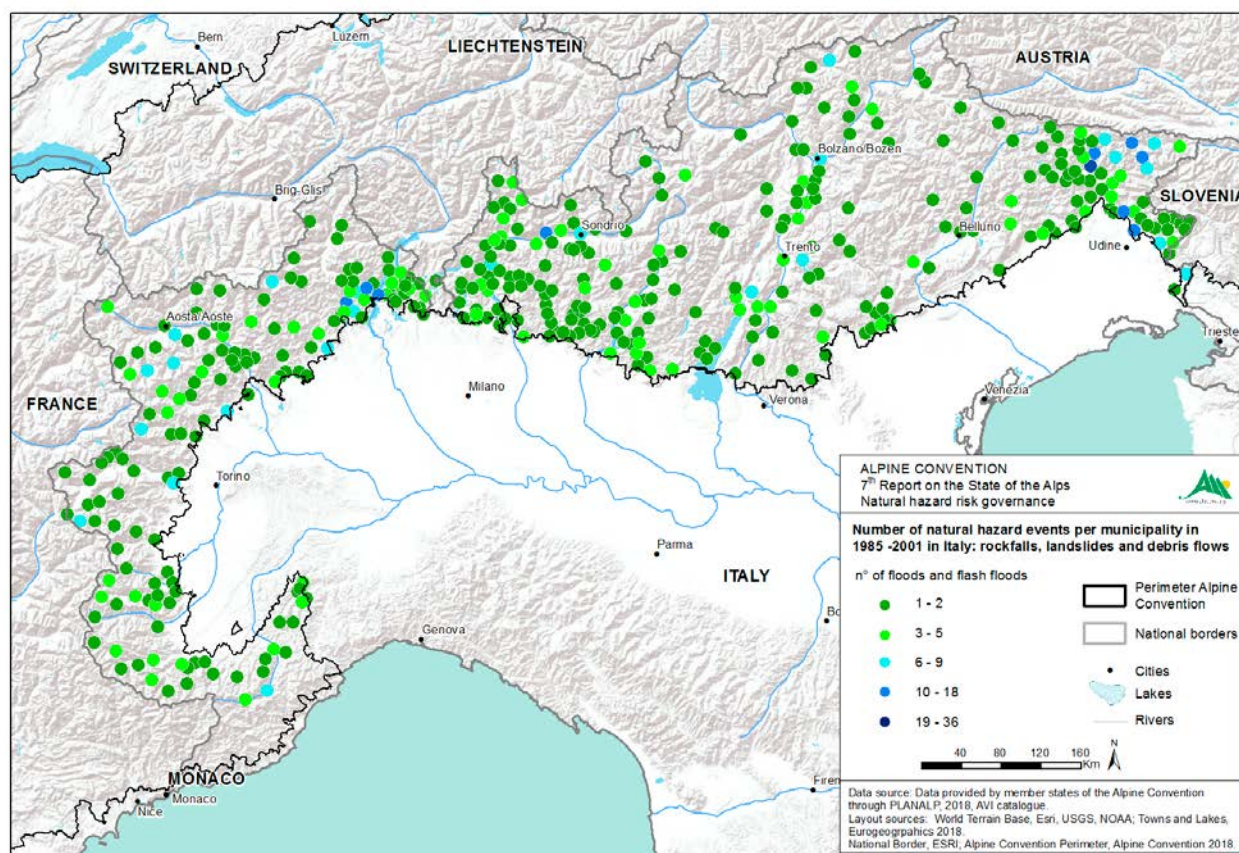 Bern
Luzern
LIECHTENSTEIN
SWITZERLAND
AUSTRIA
Bolzano/Bozen
Brig-Glis
SLOVENIA
Sondrio
Belluno
Trento
Udine
Aosta/Aoste
Trieste
Milano
FRANCE
Venézia
Verona
Torino
Parma
ITALY
Bo
Genova
MONACO
Monaco
Nice
Firen
ALPINE CONVENTION
7th Report on the State of the Alps
Natural hazard risk governance
Number of natural hazard events per municipality in
1985 -2001 in Italy: rockfalls, landslides and debris flows
n° of floods and flash floods
1 - 2
3 - 5
6 - 9
10 - 18
19 - 36
Perimeter Alpine
Convention
National borders
Cities
Lakes
Rivers
40 80 120 160
Km
N
Data source: Data provided by member states of the Alpine Convention
through PLANALP, 2018, AVI catalogue.
Layout sources: World Terrain Base, Esri, USGS, NOAA; Towns and Lakes,
Eurogeogrpahics 2018.
National Border, ESRI, Alpine Convention Perimeter, Alpine Convention 2018.